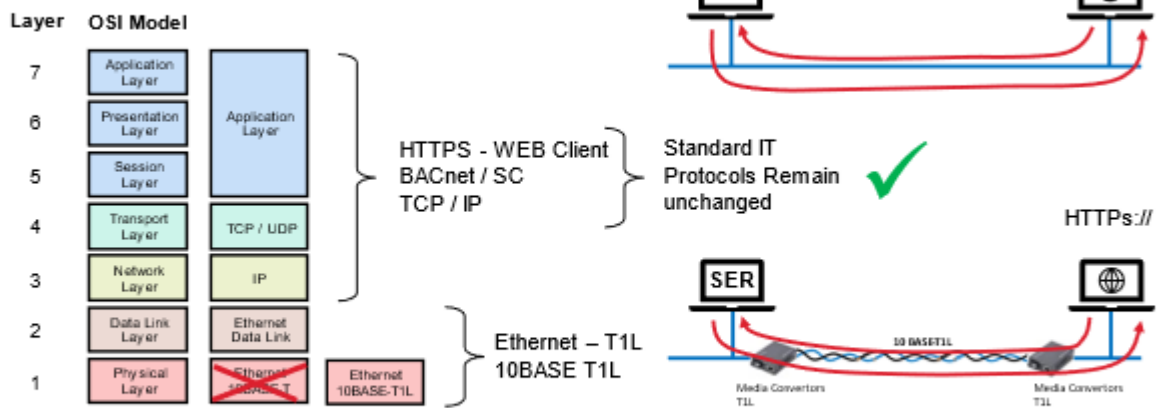 Layer OSI Model
7
Application
Layer
6
Presentation
Layer
5
Session
Layer
4
Transport
Layer
3
Network
Layer
2
Data Link
Layer
1
Physical
Layer
Application
Layer
TCP / UDP
IP
Ethernet
Data Link
Ethernet
10BASE-T
Ethernet
10BASE-T1L
HTTPS - WEB Client
BACnet / SC
TCP / IP
Ethernet – T1L
10BASE T1L
Standard IT
Protocols Remain
unchanged
HTTPs://
SER
10 BASET1L
Media Convertors
T1L
Media Convertors
T1L